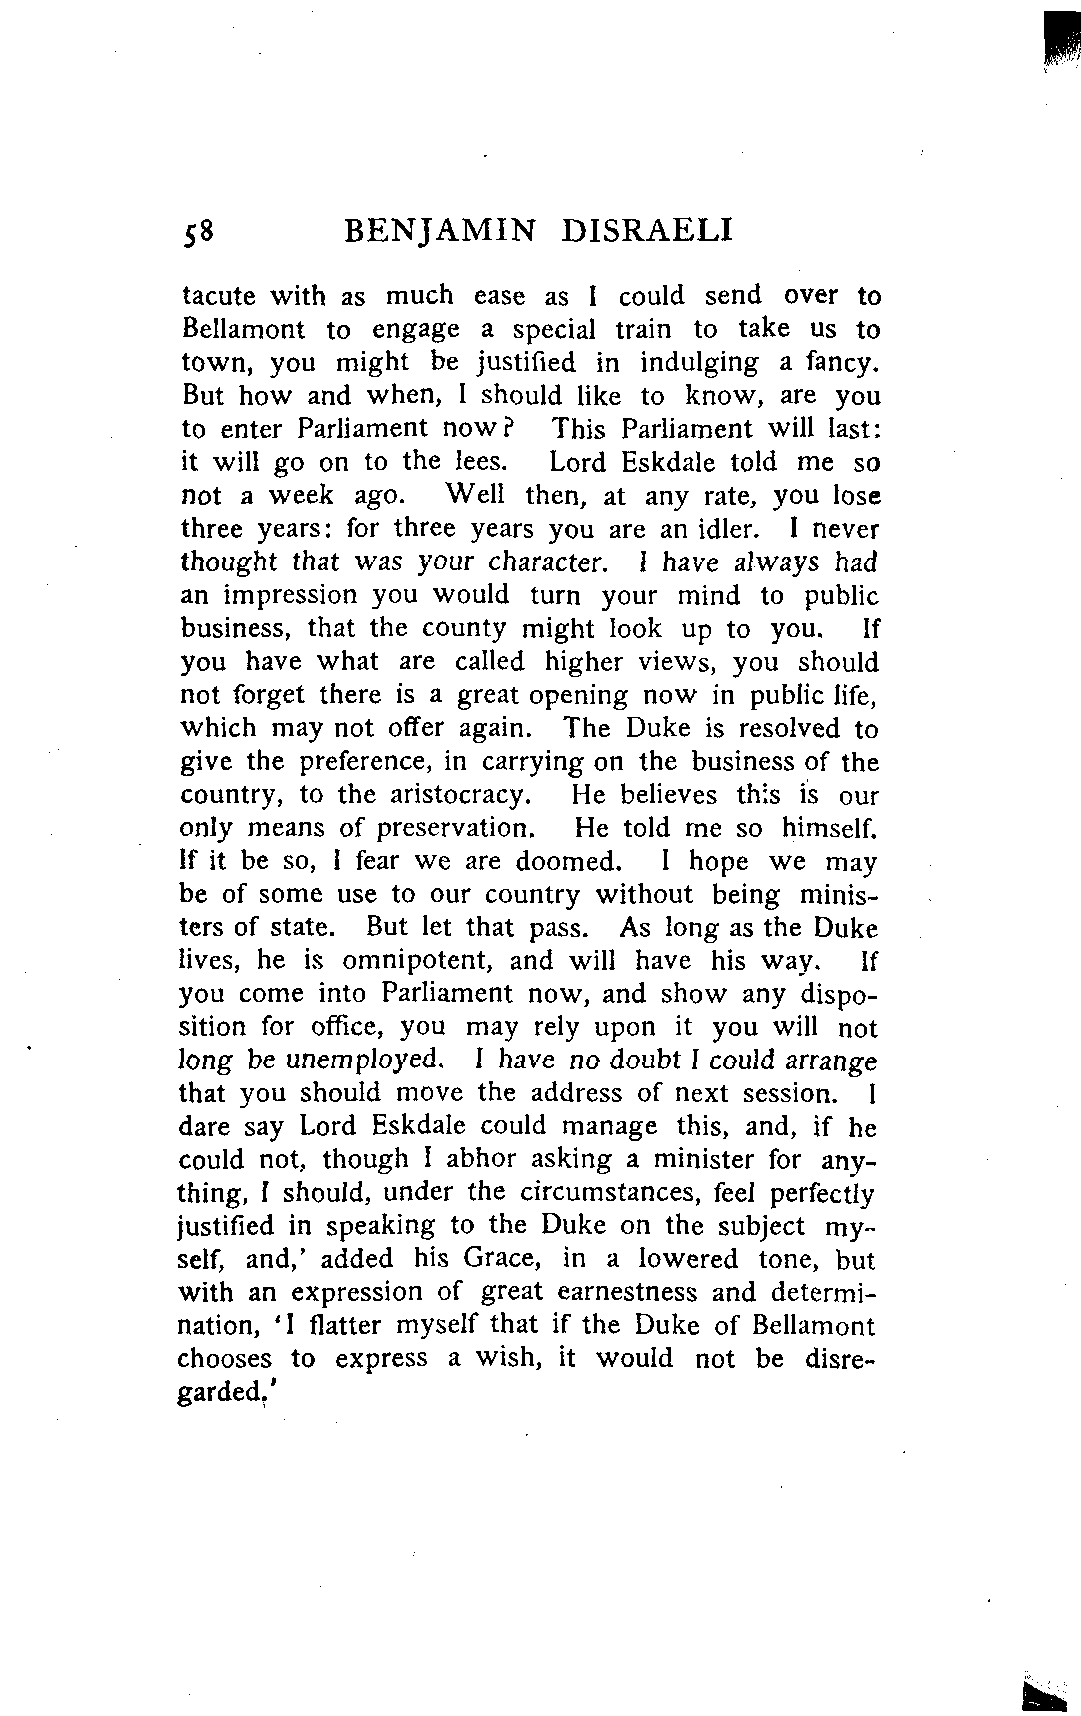 58 BENJAMIN DISRAELI
tacute with as much ease as I could send over to
Bellamont to engage a special train to take us to
town, you might be justified in indulging a fancy.
But how and when, I should like to know, are you
to enter Parliament now? This Parliament will last:
it will go on to the lees. Lord Eskdale told me so
not a week ago. Well then, at any rate, you lose
three years: for three years you are an idler. I never
thought that was your character. I have always had
an impression you would turn your mind to public
business, that the county might look up to you. If
you have what are called higher views, you should
not forget there is a great opening now in public life,
which may not offer again. The Duke is resolved to
give the preference, in carrying on the business of the
country, to the aristocracy. He believes this is our
only means of preservation. He told me so himself.
If it be so, I fear we are doomed. I hope we may
be of some use to our country without being minis-
ters of state. But let that pass. As long as the Duke
lives, he is omnipotent, and will have his way. If
you come into Parliament now, and show any dispo-
sition for office, you may rely upon it you will not
long be unemployed. I have no doubt I could arrange
that you should move the address of next session. I
dare say Lord Eskdale could manage this, and, if he
could not, though I abhor asking a minister for any-
thing, I should, under the circumstances, feel perfectly
justified in speaking to the Duke on the subject my-
self, and,' added his Grace, in a lowered tone, but
with an expression of great earnestness and determi-
nation, 'I flatter myself that if the Duke of Bellamont
chooses to express a wish, it would not be disre-
garded.'